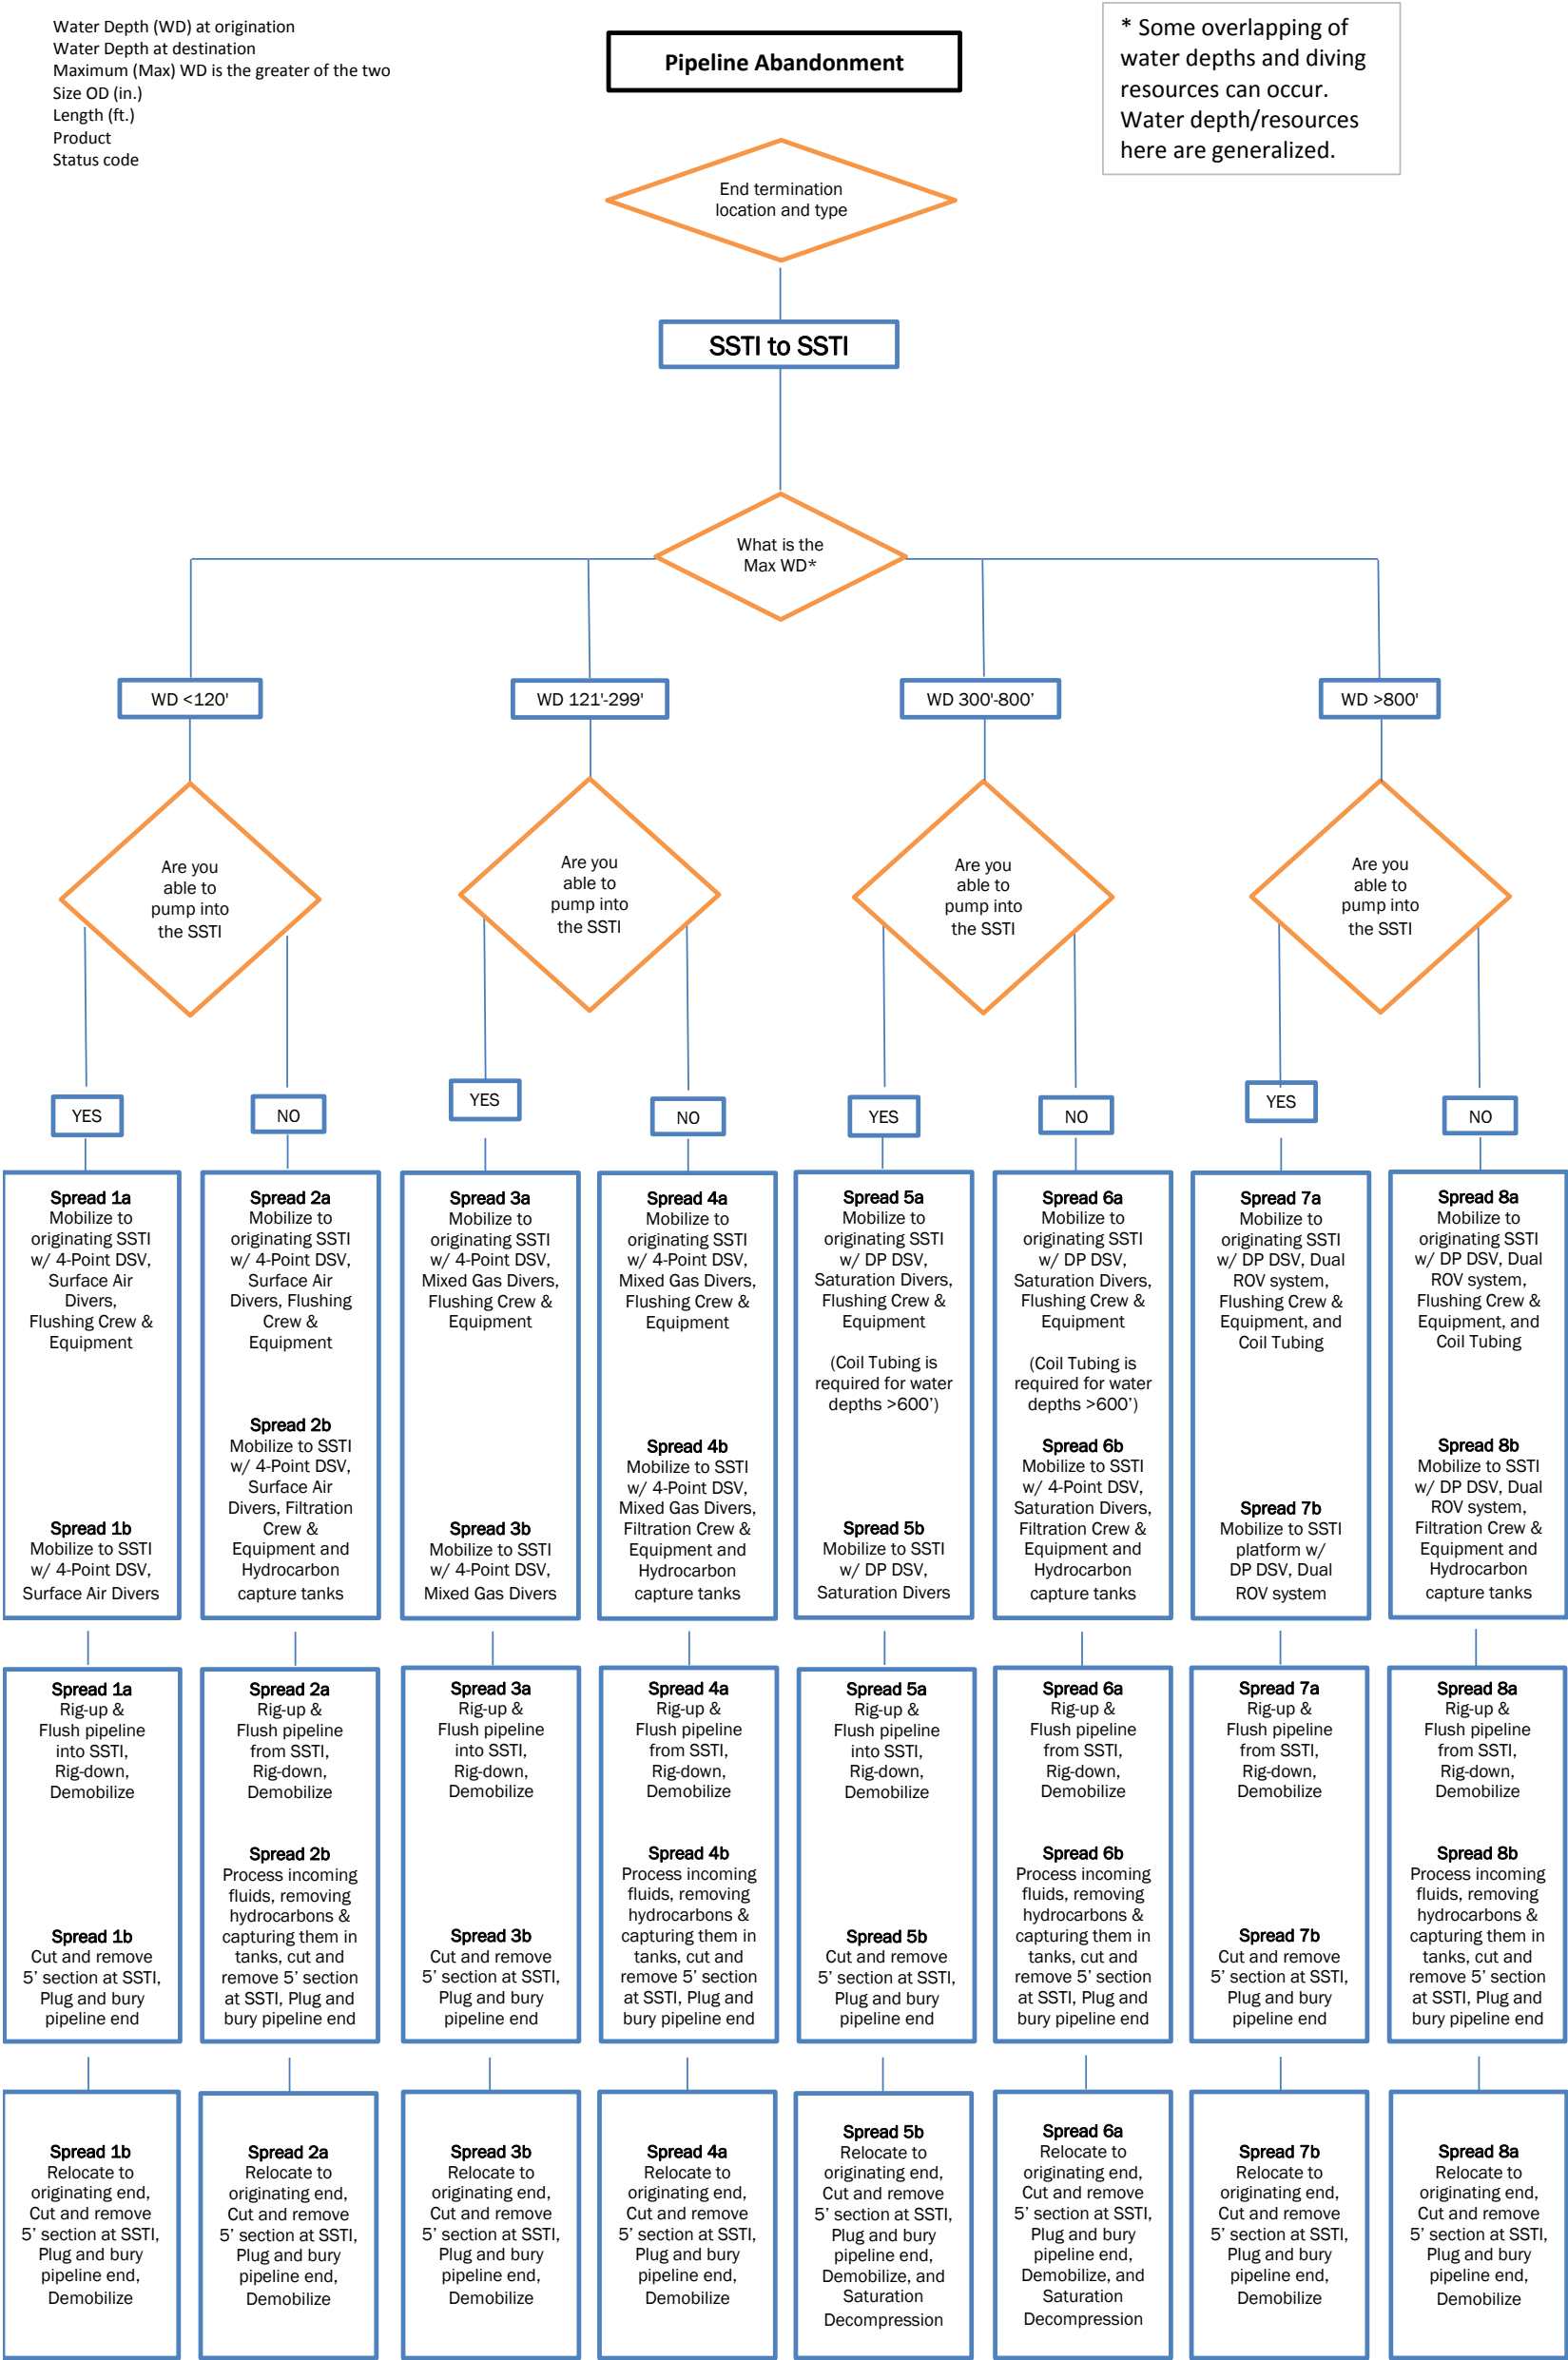 Water Depth (WD) at origination
Water Depth at destination
Maximum (Max) WD is the greater of the two
Size OD (in.)
Length (ft.)
Product
Status code
Pipeline Abandonment
* Some overlapping of
water depths and diving
resources can occur.
Water depth/resources
here are generalized.
End termination
location and type
SSTI to SSTI
What is the
Max WD*
WD <120'
WD 121'-299'
WD 300'-800’
WD >800'
Are you
able to
pump into
the SSTI
Are you
able to
pump into
the SSTI
Are you
able to
pump into
the SSTI
Are you
able to
pump into
the SSTI
YES
NO
YES
NO
YES
NO
YES
NO
Spread 1a
Mobilize to
originating SSTI
w/ 4-Point DSV,
Surface Air
Divers,
Flushing Crew &
Equipment
Spread 1b
Mobilize to SSTI
w/ 4-Point DSV,
Surface Air Divers
Spread 2a
Mobilize to
originating SSTI
w/ 4-Point DSV,
Surface Air
Divers, Flushing
Crew &
Equipment
Spread 2b
Mobilize to SSTI
w/ 4-Point DSV,
Surface Air
Divers, Filtration
Crew &
Equipment and
Hydrocarbon
capture tanks
Spread 3a
Mobilize to
originating SSTI
w/ 4-Point DSV,
Mixed Gas Divers,
Flushing Crew &
Equipment
Spread 3b
Mobilize to SSTI
w/ 4-Point DSV,
Mixed Gas Divers
Spread 4a
Mobilize to
originating SSTI
w/ 4-Point DSV,
Mixed Gas Divers,
Flushing Crew &
Equipment
Spread 4b
Mobilize to SSTI
w/ 4-Point DSV,
Mixed Gas Divers,
Filtration Crew &
Equipment and
Hydrocarbon
capture tanks
Spread 5a
Mobilize to
originating SSTI
w/ DP DSV,
Saturation Divers,
Flushing Crew &
Equipment
(Coil Tubing is
required for water
depths >600’)
Spread 5b
Mobilize to SSTI
w/ DP DSV,
Saturation Divers
Spread 6a
Mobilize to
originating SSTI
w/ DP DSV,
Saturation Divers,
Flushing Crew &
Equipment
(Coil Tubing is
required for water
depths >600’)
Spread 6b
Mobilize to SSTI
w/ 4-Point DSV,
Saturation Divers,
Filtration Crew &
Equipment and
Hydrocarbon
capture tanks
Spread 7a
Mobilize to
originating SSTI
w/ DP DSV, Dual
ROV system,
Flushing Crew &
Equipment, and
Coil Tubing
Spread 7b
Mobilize to SSTI
platform w/
DP DSV, Dual
ROV system
Spread 8a
Mobilize to
originating SSTI
w/ DP DSV, Dual
ROV system,
Flushing Crew &
Equipment, and
Coil Tubing
Spread 8b
Mobilize to SSTI
w/ DP DSV, Dual
ROV system,
Filtration Crew &
Equipment and
Hydrocarbon
capture tanks
Spread 1a
Rig-up &
Flush pipeline
into SSTI,
Rig-down,
Demobilize
Spread 1b
Cut and remove
5’ section at SSTI,
Plug and bury
pipeline end
Spread 2a
Rig-up &
Flush pipeline
from SSTI,
Rig-down,
Demobilize
Spread 2b
Process incoming
fluids, removing
hydrocarbons &
capturing them in
tanks, cut and
remove 5’ section
at SSTI, Plug and
bury pipeline end
Spread 3a
Rig-up &
Flush pipeline
into SSTI,
Rig-down,
Demobilize
Spread 3b
Cut and remove
5’ section at SSTI,
Plug and bury
pipeline end
Spread 4a
Rig-up &
Flush pipeline
from SSTI,
Rig-down,
Demobilize
Spread 4b
Process incoming
fluids, removing
hydrocarbons &
capturing them in
tanks, cut and
remove 5’ section
at SSTI, Plug and
bury pipeline end
Spread 5a
Rig-up &
Flush pipeline
into SSTI,
Rig-down,
Demobilize
Spread 5b
Cut and remove
5’ section at SSTI,
Plug and bury
pipeline end
Spread 6a
Rig-up &
Flush pipeline
from SSTI,
Rig-down,
Demobilize
Spread 6b
Process incoming
fluids, removing
hydrocarbons &
capturing them in
tanks, cut and
remove 5’ section
at SSTI, Plug and
bury pipeline end
Spread 7a
Rig-up &
Flush pipeline
from SSTI,
Rig-down,
Demobilize
Spread 7b
Cut and remove
5’ section at SSTI,
Plug and bury
pipeline end
Spread 8a
Rig-up &
Flush pipeline
from SSTI,
Rig-down,
Demobilize
Spread 8b
Process incoming
fluids, removing
hydrocarbons &
capturing them in
tanks, cut and
remove 5’ section
at SSTI, Plug and
bury pipeline end
Spread 1b
Relocate to
originating end,
Cut and remove
5’ section at SSTI,
Plug and bury
pipeline end,
Demobilize
Spread 2a
Relocate to
originating end,
Cut and remove
5’ section at SSTI,
Plug and bury
pipeline end,
Demobilize
Spread 3b
Relocate to
originating end,
Cut and remove
5’ section at SSTI,
Plug and bury
pipeline end,
Demobilize
Spread 4a
Relocate to
originating end,
Cut and remove
5’ section at SSTI,
Plug and bury
pipeline end,
Demobilize
Spread 5b
Relocate to
originating end,
Cut and remove
5’ section at SSTI,
Plug and bury
pipeline end,
Demobilize, and
Saturation
Decompression
Spread 6a
Relocate to
originating end,
Cut and remove
5’ section at SSTI,
Plug and bury
pipeline end,
Demobilize, and
Saturation
Decompression
Spread 7b
Relocate to
originating end,
Cut and remove
5’ section at SSTI,
Plug and bury
pipeline end,
Demobilize
Spread 8a
Relocate to
originating end,
Cut and remove
5’ section at SSTI,
Plug and bury
pipeline end,
Demobilize